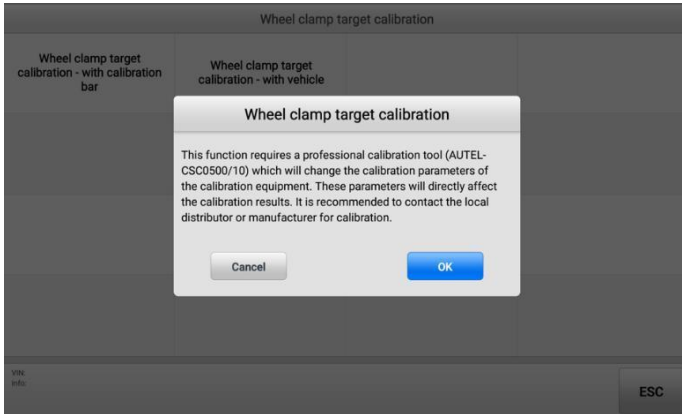 Wheel clamp target calibration
Wheel clamp target
calibration - with calibration
bar
Wheel clamp target
calibration - with vehicle
Wheel clamp target calibration
This function requires a professional calibration tool (AUTEL-
CSC0500/10) which will change the calibration parameters of
the calibration equipment. These parameters will directly affect
the calibration results. It is recommended to contact the local
distributor or manufacturer for calibration.
Cancel
OK
VIN:
Info:
ESC